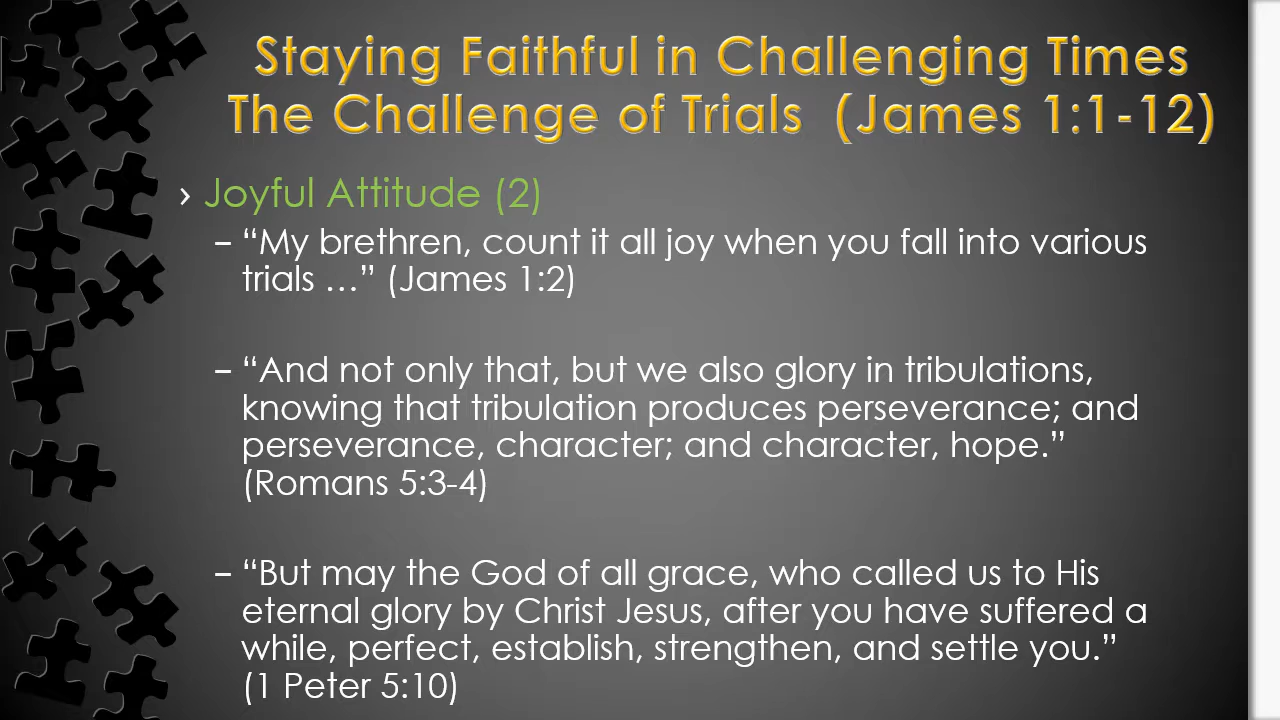 Staying Faithful in Challenging Times
The Challenge of Trials (James 1:1-12)
› Joyful Attitude (2)
– “My brethren, count it all joy when you fall into various
trials …” (James 1:2)
– “And not only that, but we also glory in tribulations,
knowing that tribulation produces perseverance; and
perseverance, character; and character, hope.”
(Romans 5:3-4)
– “But may the God of all grace, who called us to His
eternal glory by Christ Jesus, after you have suffered a
while, perfect, establish, strengthen, and settle you.”
(1 Peter 5:10)